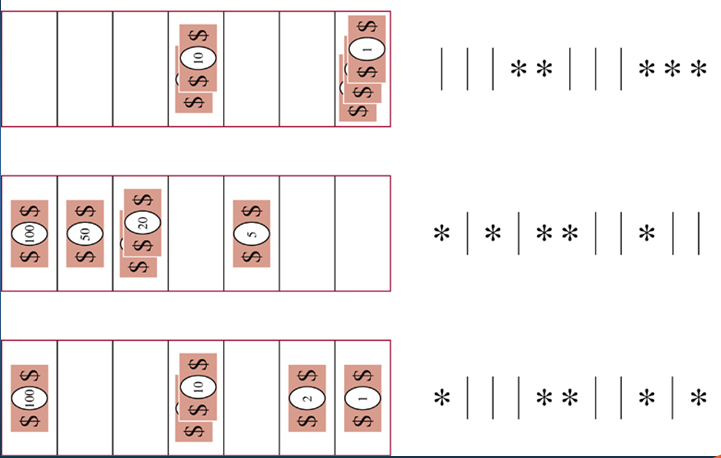 $ 10 $ $ $ 1 $ $ $ | | | * * | | | * * *
$ 100 $ $ 50 $ $ 20 $ $ $ 5 $ * | * | * * | | * | |
$ 100 $ $ 10 $ $ $ 2 $ $ 1 $ * | | | * * | | * | *